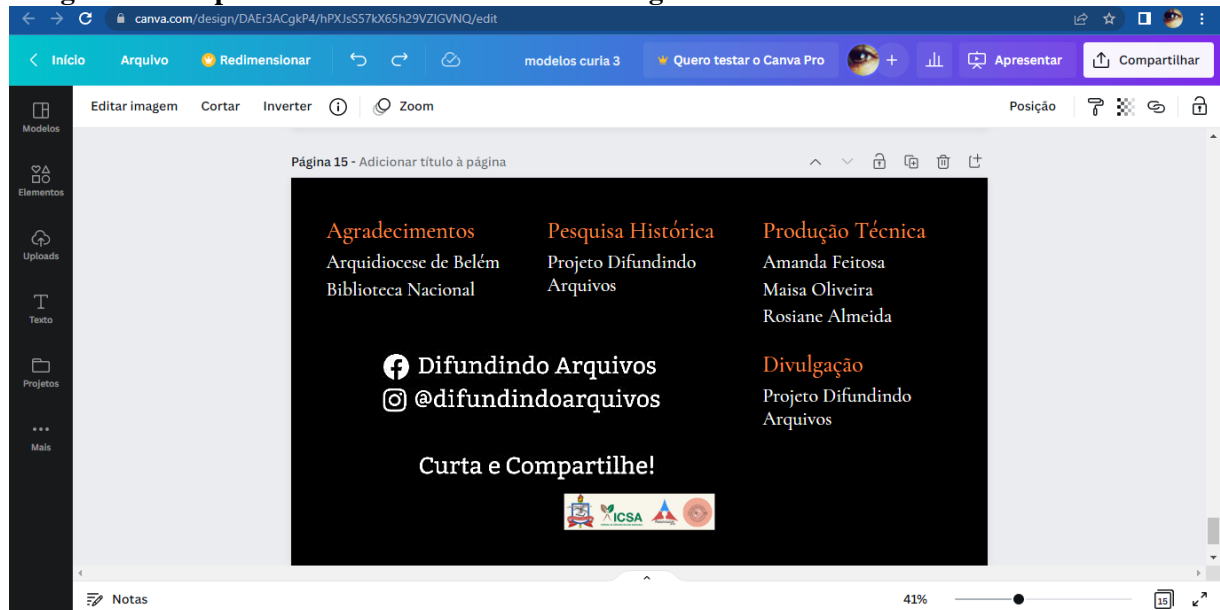 canva.com/design/DAEr3ACgkP4/hPXJsS57kX65h29VZIGVNQ/edit
Início Arquivo Redimensionar modelos curia 3 Quero testar o Canva Pro + Apresentar Compartilhar
Editar imagem Cortar Inverter Zoom Posição
Modelos
Elementos
Uploads
Texto
Projetos
Mais
Página 15 - Adicionar título à página
Agradecimentos
Arquidiocese de Belém
Biblioteca Nacional
Pesquisa Histórica
Projeto Difundindo
Arquivos
Produção Técnica
Amanda Feitosa
Maisa Oliveira
Rosiane Almeida
Difundindo Arquivos
@difundindoarquivos
Divulgação
Projeto Difundindo
Arquivos
Curta e Compartilhe!
ICSA
Notas 41% 15